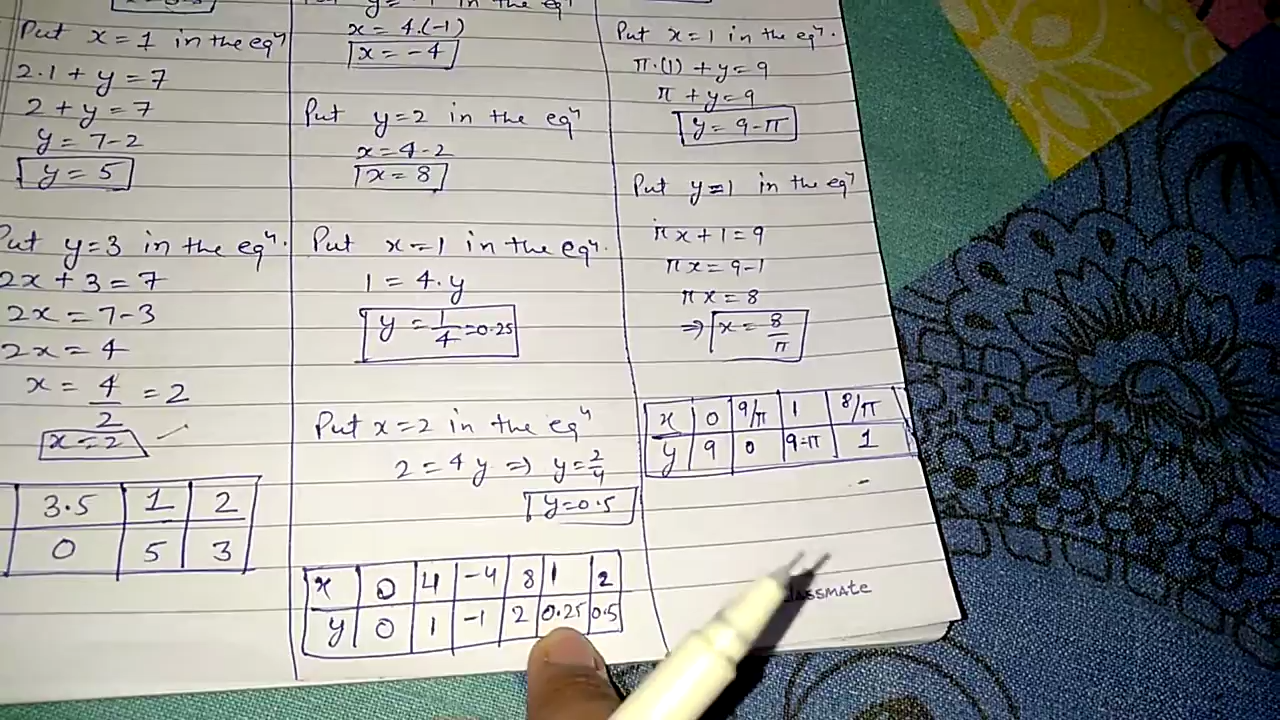 Put x = 1 in the eqn
2.1 + y = 7
2 + y = 7
y = 7-2
y = 5
Put y=3 in the eqn.
2x + 3 = 7
2x = 7-3
2x = 4
x = 4/2 = 2
x = 2
3.5 1 2
0 5 3
in the eqn
x = 4.(-1)
x = -4
Put y=2 in the eqn
x=4-2
x = 8
Put x=1 in the eqn.
1 = 4.y
y = 1/4 = 0.25
Put x=2 in the eqn
2 = 4y ⇒ y = 2/4
y=0.5
x 0 4 -4 8 1 2
y 0 1 -1 2 0.25 0.5
Put x=1 in the eqn.
π.(1) + y = 9
π + y = 9
y = 9-π
Put y=1 in the eqn
πx+1=9
πx = 9-1
πx = 8
⇒ x = 8/π
x 0 9/π 1 8/π
y 9 0 9-π 1
classmate